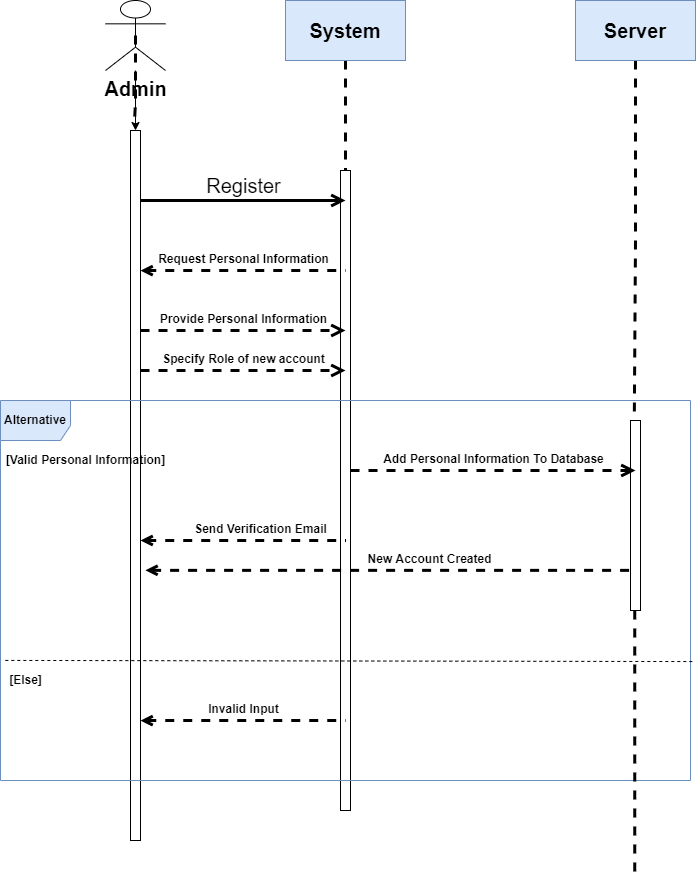 System
Server
Admin
Register
Request Personal Information
Provide Personal Information
Specify Role of new account
Alternative
[Valid Personal Information]
Add Personal Information To Database
Send Verification Email
New Account Created
[Else]
Invalid Input